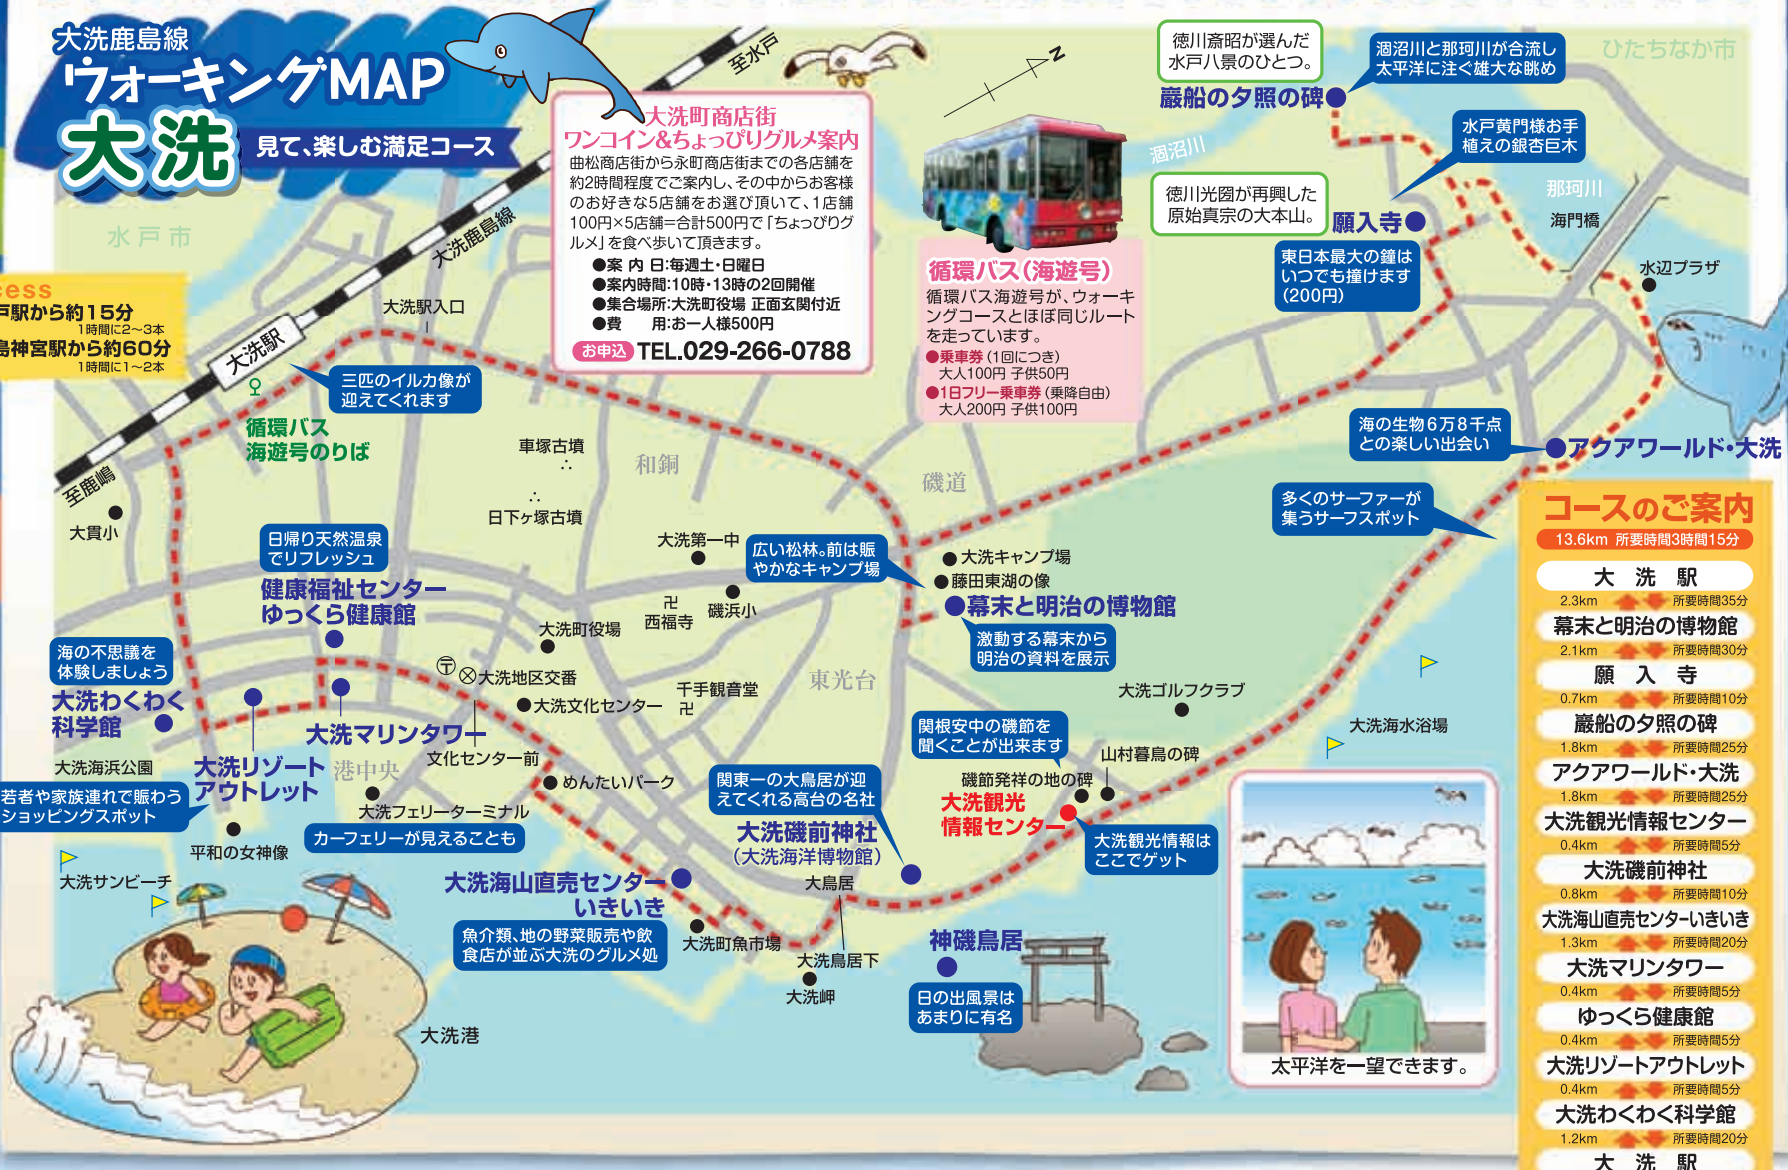 大洗鹿島線
ウォーキングMAP
大洗
見て、楽しむ満足コース
水戸市
ひたちなか市
至水戸
大洗鹿島線
大洗駅
至鹿嶋
N
cess
戸駅から約15分
1時間に2〜3本
島神宮駅から約60分
1時間に1〜2本
大洗町商店街
ワンコイン&ちょっぴりグルメ案内
曲松商店街から永町商店街までの各店舗を
約2時間程度でご案内し、その中からお客様
のお好きな5店舗をお選び頂いて、1店舗
100円×5店舗=合計500円で「ちょっぴりグ
ルメ」を食べ歩いて頂きます。
●案内日:毎週土・日曜日
●案内時間:10時・13時の2回開催
●集合場所:大洗町役場 正面玄関付近
●費 用:お一人様500円
お申込 TEL.029-266-0788
循環バス(海遊号)
循環バス海遊号が、ウォーキ
ングコースとほぼ同じルート
を走っています。
●乗車券(1回につき)
大人100円 子供50円
●1日フリー乗車券(乗降自由)
大人200円 子供100円
徳川斎昭が選んだ
水戸八景のひとつ。
涸沼川と那珂川が合流し
太平洋に注ぐ雄大な眺め
巌船の夕照の碑
水戸黄門様お手
植えの銀杏巨木
涸沼川
那珂川
海門橋
徳川光圀が再興した
原始真宗の大本山。
願入寺
東日本最大の鐘は
いつでも撞けます
(200円)
水辺プラザ
海の生物6万8千点
との楽しい出会い
アクアワールド・大洗
多くのサーファーが
集うサーフスポット
大洗駅入口
三匹のイルカ像が
迎えてくれます
循環バス
海遊号のりば
車塚古墳
日下ヶ塚古墳
和銅
磯道
大貫小
日帰り天然温泉
でリフレッシュ
健康福祉センター
ゆっくら健康館
大洗第一中
広い松林。前は賑
やかなキャンプ場
大洗キャンプ場
藤田東湖の像
幕末と明治の博物館
激動する幕末から
明治の資料を展示
磯浜小
西福寺
大洗町役場
大洗地区交番
大洗文化センター
千手観音堂
東光台
海の不思議を
体験しましょう
大洗わくわく
科学館
大洗マリンタワー
文化センター前
大洗リゾート
アウトレット
港中央
大洗海浜公園
若者や家族連れで賑わう
ショッピングスポット
大洗フェリーターミナル
カーフェリーが見えることも
平和の女神像
めんたいパーク
大洗サンビーチ
大洗港
大洗ゴルフクラブ
大洗海水浴場
関根安中の磯節を
聞くことが出来ます
山村暮鳥の碑
磯節発祥の地の碑
大洗観光
情報センター
大洗観光情報は
ここでゲット
関東一の大鳥居が迎
えてくれる高台の名社
大洗磯前神社
(大洗海洋博物館)
大鳥居
大洗海山直売センター
いきいき
魚介類、地の野菜販売や飲
食店が並ぶ大洗のグルメ処
大洗町魚市場
大洗鳥居下
大洗岬
神磯鳥居
日の出風景は
あまりに有名
太平洋を一望できます。
コースのご案内
13.6km 所要時間3時間15分
大洗駅
2.3km 所要時間35分
幕末と明治の博物館
2.1km 所要時間30分
願入寺
0.7km 所要時間10分
巌船の夕照の碑
1.8km 所要時間25分
アクアワールド・大洗
1.8km 所要時間25分
大洗観光情報センター
0.4km 所要時間5分
大洗磯前神社
0.8km 所要時間10分
大洗海山直売センターいきいき
1.3km 所要時間20分
大洗マリンタワー
0.4km 所要時間5分
ゆっくら健康館
0.4km 所要時間5分
大洗リゾートアウトレット
0.4km 所要時間5分
大洗わくわく科学館
1.2km 所要時間20分
大洗駅